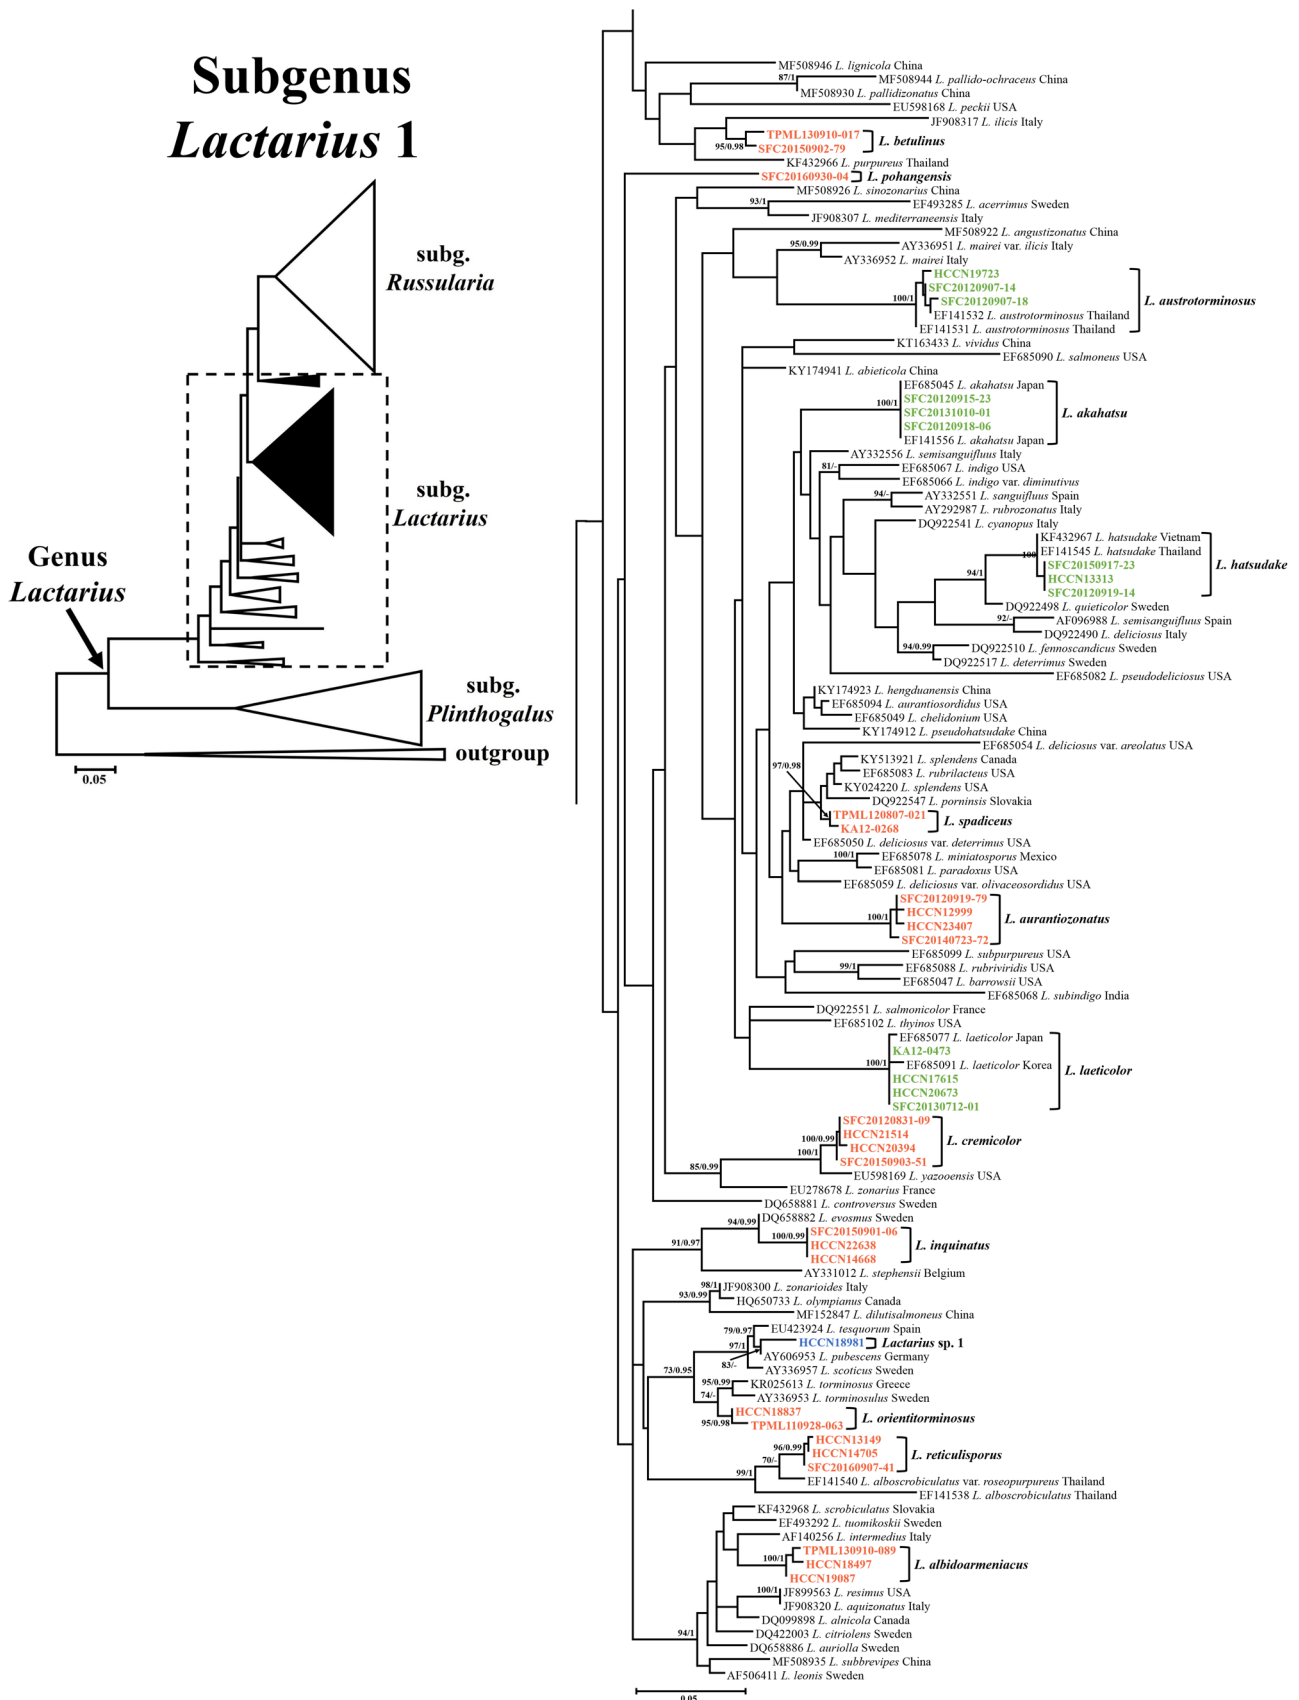 Subgenus
Lactarius 1
subg.
Russularia
subg.
Lactarius
Genus
Lactarius
subg.
Plinthogalus
outgroup
0.05
MF508946 L. lignicola China
87/1
MF508944 L. pallido-ochraceus China
MF508930 L. pallidizonatus China
EU598168 L. peckii USA
JF908317 L. ilicis Italy
TPML130910-017
95/0.98
SFC20150902-79
L. betulinus
KF432966 L. purpureus Thailand
SFC20160930-04
L. pohangensis
MF508926 L. sinozonarius China
93/1
EF493285 L. acerrimus Sweden
JF908307 L. mediterraneensis Italy
MF508922 L. angustizonatus China
95/0.99
AY336951 L. mairei var. ilicis Italy
AY336952 L. mairei Italy
HCCN19723
SFC20120907-14
100/1
SFC20120907-18
L. austrotorminosus
EF141532 L. austrotorminosus Thailand
EF141531 L. austrotorminosus Thailand
KT163433 L. vividus China
EF685090 L. salmoneus USA
KY174941 L. abieticola China
EF685045 L. akahatsu Japan
100/1
SFC20120915-23
SFC20131010-01
L. akahatsu
SFC20120918-06
EF141556 L. akahatsu Japan
AY332556 L. semisanguifluus Italy
81/-
EF685067 L. indigo USA
EF685066 L. indigo var. diminutivus
94/-
AY332551 L. sanguifluus Spain
AY292987 L. rubrozonatus Italy
DQ922541 L. cyanopus Italy
KF432967 L. hatsudake Vietnam
100
EF141545 L. hatsudake Thailand
94/1
SFC20150917-23
L. hatsudake
HCCN13313
SFC20120919-14
DQ922498 L. quieticolor Sweden
92/-
AF096988 L. semisanguifluus Spain
DQ922490 L. deliciosus Italy
94/0.99
DQ922510 L. fennoscandicus Sweden
DQ922517 L. deterrimus Sweden
EF685082 L. pseudodeliciosus USA
KY174923 L. hengduanensis China
EF685094 L. aurantiosordidus USA
EF685049 L. chelidonium USA
KY174912 L. pseudohatsudake China
EF685054 L. deliciosus var. areolatus USA
97/0.98
KY513921 L. splendens Canada
EF685083 L. rubrilacteus USA
KY024220 L. splendens USA
DQ922547 L. porninsis Slovakia
TPML120807-021
KA12-0268
L. spadiceus
EF685050 L. deliciosus var. deterrimus USA
100/1
EF685078 L. miniatosporus Mexico
EF685081 L. paradoxus USA
EF685059 L. deliciosus var. olivaceosordidus USA
SFC20120919-79
100/1
HCCN12999
L. aurantiozonatus
HCCN23407
SFC20140723-72
EF685099 L. subpurpureus USA
99/1
EF685088 L. rubriviridis USA
EF685047 L. barrowsii USA
EF685068 L. subindigo India
DQ922551 L. salmonicolor France
EF685102 L. thyinos USA
EF685077 L. laeticolor Japan
KA12-0473
100/1
EF685091 L. laeticolor Korea
L. laeticolor
HCCN17615
HCCN20673
SFC20130712-01
SFC20120831-09
100/0.99
HCCN21514
L. cremicolor
100/1
HCCN20394
SFC20150903-51
85/0.99
EU598169 L. yazooensis USA
EU278678 L. zonarius France
DQ658881 L. controversus Sweden
94/0.99
DQ658882 L. evosmus Sweden
100/0.99
SFC20150901-06
91/0.97
HCCN22638
L. inquinatus
HCCN14668
AY331012 L. stephensii Belgium
98/1
JF908300 L. zonarioides Italy
93/0.99
HQ650733 L. olympianus Canada
MF152847 L. dilutisalmoneus China
79/0.97
EU423924 L. tesquorum Spain
97/1
HCCN18981
Lactarius sp. 1
83/-
AY606953 L. pubescens Germany
AY336957 L. scoticus Sweden
73/0.95
95/0.99
KR025613 L. torminosus Greece
74/-
AY336953 L. torminosulus Sweden
HCCN18837
95/0.98
TPML110928-063
L. orientitorminosus
HCCN13149
96/0.99
HCCN14705
L. reticulisporus
70/-
SFC20160907-41
99/1
EF141540 L. alboscrobiculatus var. roseopurpureus Thailand
EF141538 L. alboscrobiculatus Thailand
KF432968 L. scrobiculatus Slovakia
EF493292 L. tuomikoskii Sweden
AF140256 L. intermedius Italy
TPML130910-089
100/1
HCCN18497
L. albidoarmeniacus
HCCN19087
100/1
JF899563 L. resimus USA
JF908320 L. aquizonatus Italy
DQ099898 L. alnicola Canada
94/1
DQ422003 L. citriolens Sweden
DQ658886 L. auriolla Sweden
MF508935 L. subbrevipes China
AF506411 L. leonis Sweden
0.05